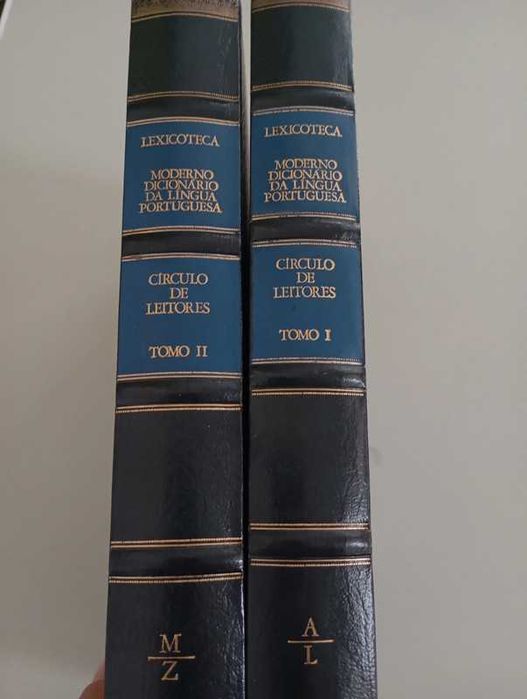 LEXICOTECA
MODERNO
DICIONÁRIO
DA LÍNGUA
PORTUGUESA
CÍRCULO
DE
LEITORES
TOMO II
M
Z
LEXICOTECA
MODERNO
DICIONÁRIO
DA LÍNGUA
PORTUGUESA
CÍRCULO
DE
LEITORES
TOMO I
A
L